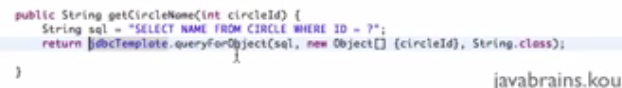 public String getCircleName(int circleId) {
String sql = "SELECT NAME FROM CIRCLE WHERE ID = ?";
return jdbcTemplate.queryForObject(sql, new Object[] {circleId}, String.class);
}
javabrains.kou